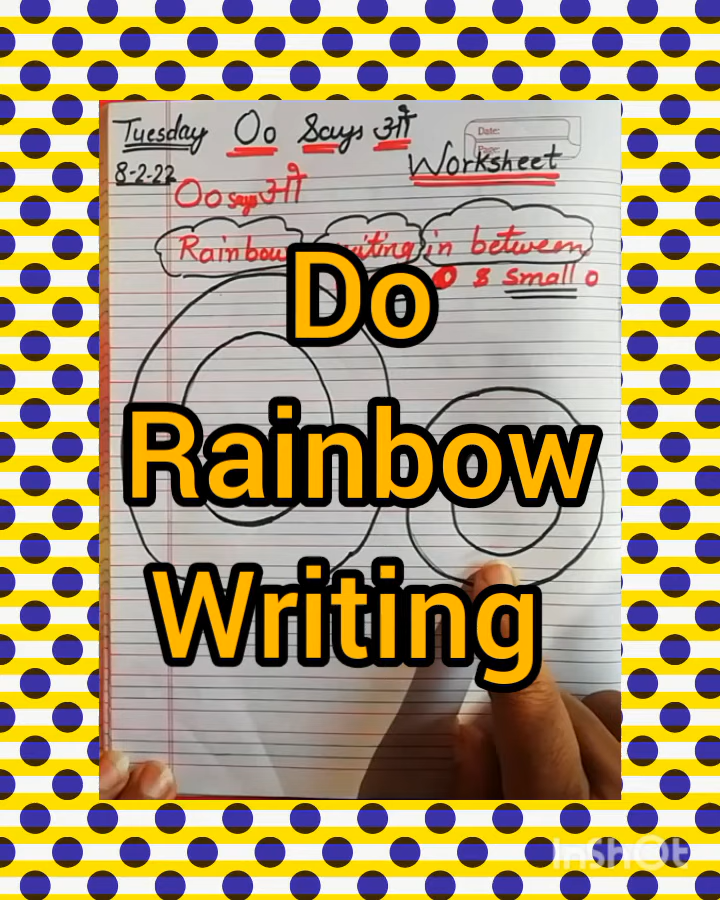 Tuesday Oo Says ओ
Date:
Page:
8-2-22
Worksheet
Oo says ओ
Rainbow writing in between
O & small o
Do
Rainbow
Writing
InShOt